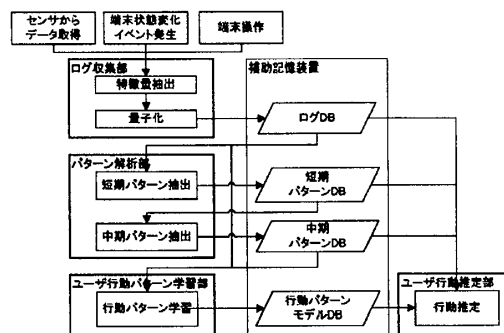 センサから
データ取得
端末状態変化
イベント発生
端末操作
ログ収集部
特徴量抽出
量子化
補助記憶装置
ログDB
パターン解析部
短期パターン抽出
短期
パターンDB
中期パターン抽出
中期
パターンDB
ユーザ行動パターン学習部
行動パターン学習
行動パターン
モデルDB
ユーザ行動推定部
行動推定